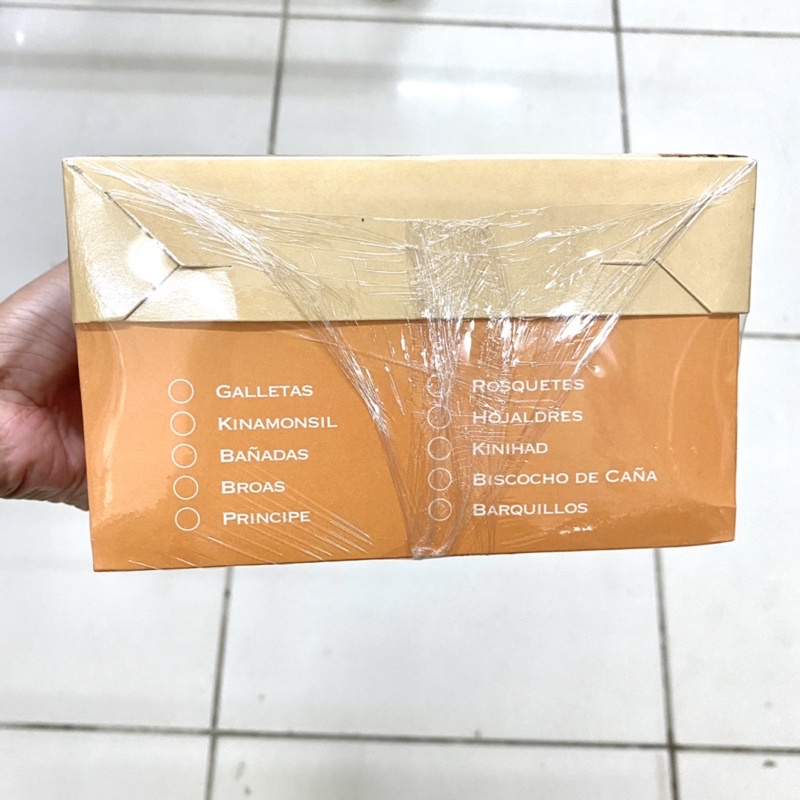 Galletas
Kinamonsil
Bañadas
Broas
Principe
Rosquetes
Hojaldres
Kinihad
Biscocho de Caña
Barquillos